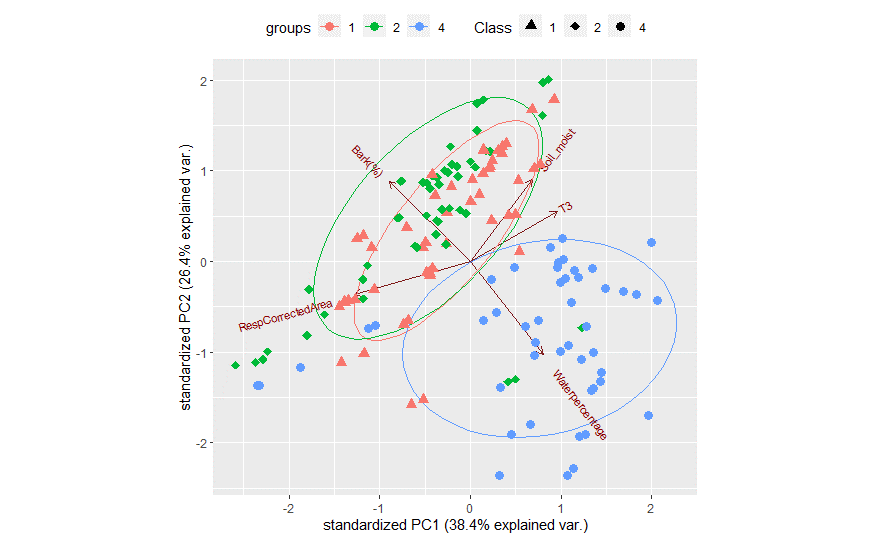 groups 1 2 4 Class 1 2 4
standardized PC2 (26.4% explained var.)
2
1
0
-1
-2
Bark(%)
Soil_moist
T3
RespCorrectedArea
Waterpercentage
-2 -1 0 1 2
standardized PC1 (38.4% explained var.)